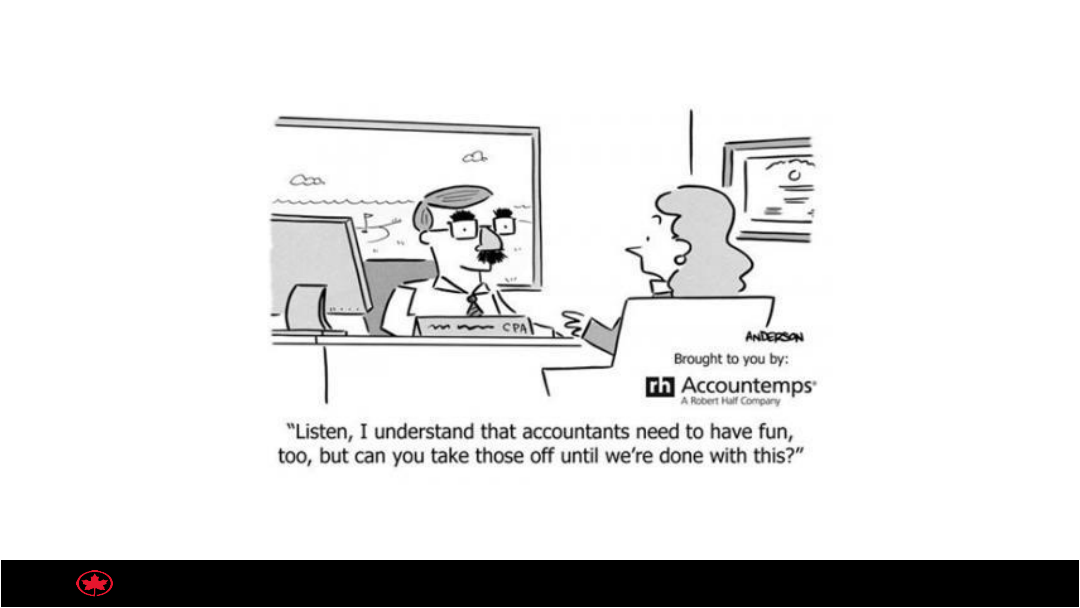 CPA
ANDERSON
Brought to you by:
rh Accountemps®
A Robert Half Company
“Listen, I understand that accountants need to have fun,
too, but can you take those off until we’re done with this?”